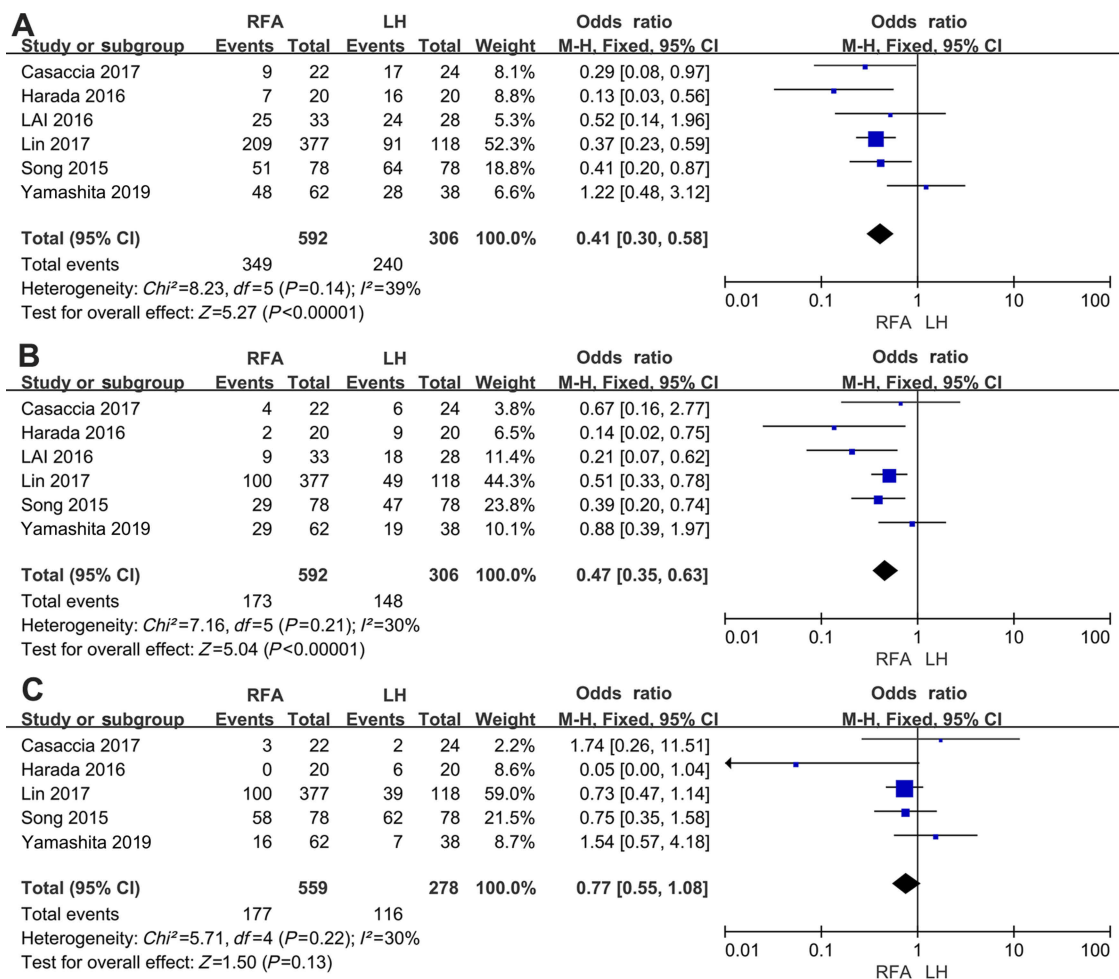 A
RFA LH Odds ratio Odds ratio
Study or subgroup Events Total Events Total Weight M-H, Fixed, 95% CI M-H, Fixed, 95% CI
Casaccia 2017 9 22 17 24 8.1% 0.29 [0.08, 0.97]
Harada 2016 7 20 16 20 8.8% 0.13 [0.03, 0.56]
LAI 2016 25 33 24 28 5.3% 0.52 [0.14, 1.96]
Lin 2017 209 377 91 118 52.3% 0.37 [0.23, 0.59]
Song 2015 51 78 64 78 18.8% 0.41 [0.20, 0.87]
Yamashita 2019 48 62 28 38 6.6% 1.22 [0.48, 3.12]
Total (95% CI) 592 306 100.0% 0.41 [0.30, 0.58]
Total events 349 240
Heterogeneity: Chi²=8.23, df=5 (P=0.14); I²=39%
Test for overall effect: Z=5.27 (P<0.00001)
0.01 0.1 1 10 100
RFA LH
B
RFA LH Odds ratio Odds ratio
Study or subgroup Events Total Events Total Weight M-H, Fixed, 95% CI M-H, Fixed, 95% CI
Casaccia 2017 4 22 6 24 3.8% 0.67 [0.16, 2.77]
Harada 2016 2 20 9 20 6.5% 0.14 [0.02, 0.75]
LAI 2016 9 33 18 28 11.4% 0.21 [0.07, 0.62]
Lin 2017 100 377 49 118 44.3% 0.51 [0.33, 0.78]
Song 2015 29 78 47 78 23.8% 0.39 [0.20, 0.74]
Yamashita 2019 29 62 19 38 10.1% 0.88 [0.39, 1.97]
Total (95% CI) 592 306 100.0% 0.47 [0.35, 0.63]
Total events 173 148
Heterogeneity: Chi²=7.16, df=5 (P=0.21); I²=30%
Test for overall effect: Z=5.04 (P<0.00001)
0.01 0.1 1 10 100
RFA LH
C
RFA LH Odds ratio Odds ratio
Study or subgroup Events Total Events Total Weight M-H, Fixed, 95% CI M-H, Fixed, 95% CI
Casaccia 2017 3 22 2 24 2.2% 1.74 [0.26, 11.51]
Harada 2016 0 20 6 20 8.6% 0.05 [0.00, 1.04]
Lin 2017 100 377 39 118 59.0% 0.73 [0.47, 1.14]
Song 2015 58 78 62 78 21.5% 0.75 [0.35, 1.58]
Yamashita 2019 16 62 7 38 8.7% 1.54 [0.57, 4.18]
Total (95% CI) 559 278 100.0% 0.77 [0.55, 1.08]
Total events 177 116
Heterogeneity: Chi²=5.71, df=4 (P=0.22); I²=30%
Test for overall effect: Z=1.50 (P=0.13)
0.01 0.1 1 10 100
RFA LH